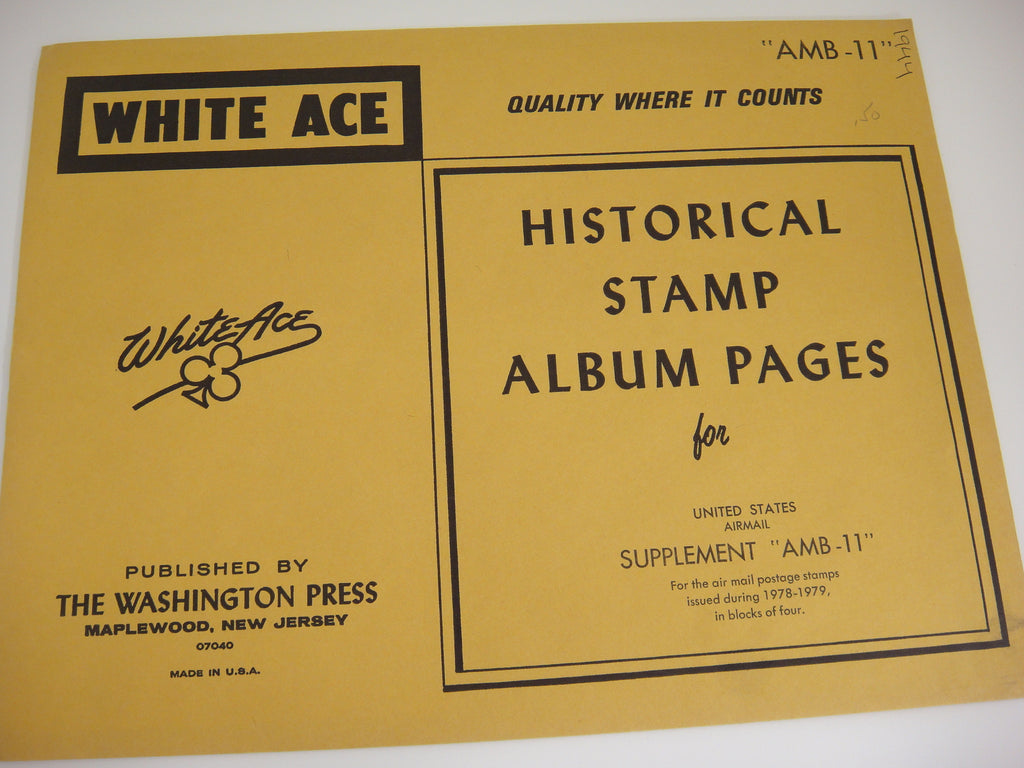 "AMB-11"
1944
.50
WHITE ACE
QUALITY WHERE IT COUNTS
HISTORICAL
STAMP
ALBUM PAGES
for
UNITED STATES
AIRMAIL
SUPPLEMENT "AMB-11"
For the air mail postage stamps
issued during 1978-1979,
in blocks of four.
White Ace
PUBLISHED BY
THE WASHINGTON PRESS
MAPLEWOOD, NEW JERSEY
07040
MADE IN U.S.A.